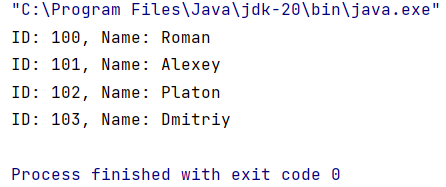 "C:\Program Files\Java\jdk-20\bin\java.exe"
ID: 100, Name: Roman
ID: 101, Name: Alexey
ID: 102, Name: Platon
ID: 103, Name: Dmitriy
Process finished with exit code 0